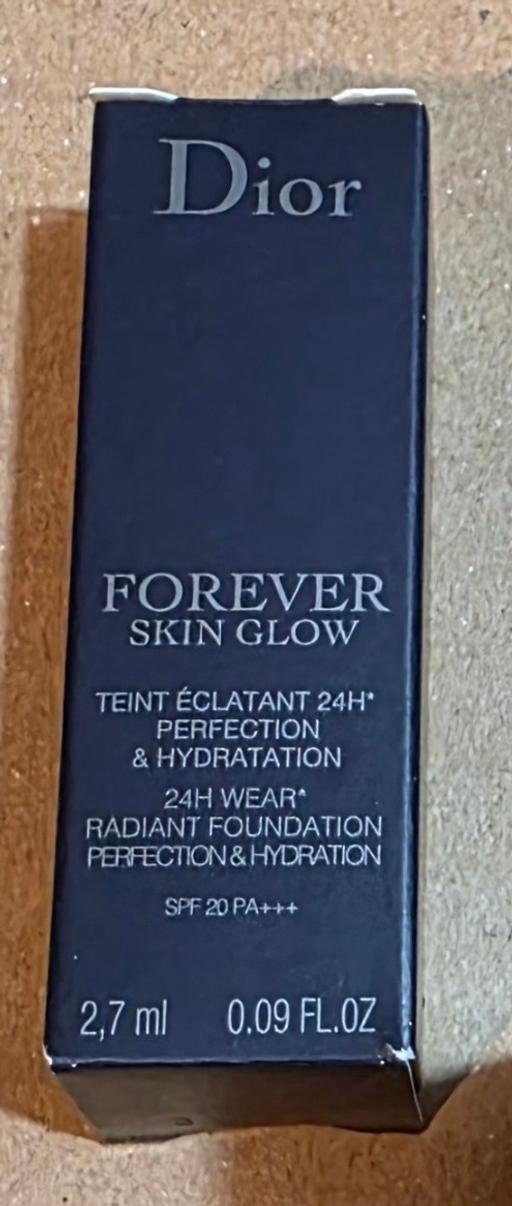 Dior
FOREVER
SKIN GLOW
TEINT ÉCLATANT 24H*
PERFECTION
& HYDRATATION
24H WEAR*
RADIANT FOUNDATION
PERFECTION & HYDRATION
SPF 20 PA+++
2,7 ml 0.09 FL.OZ